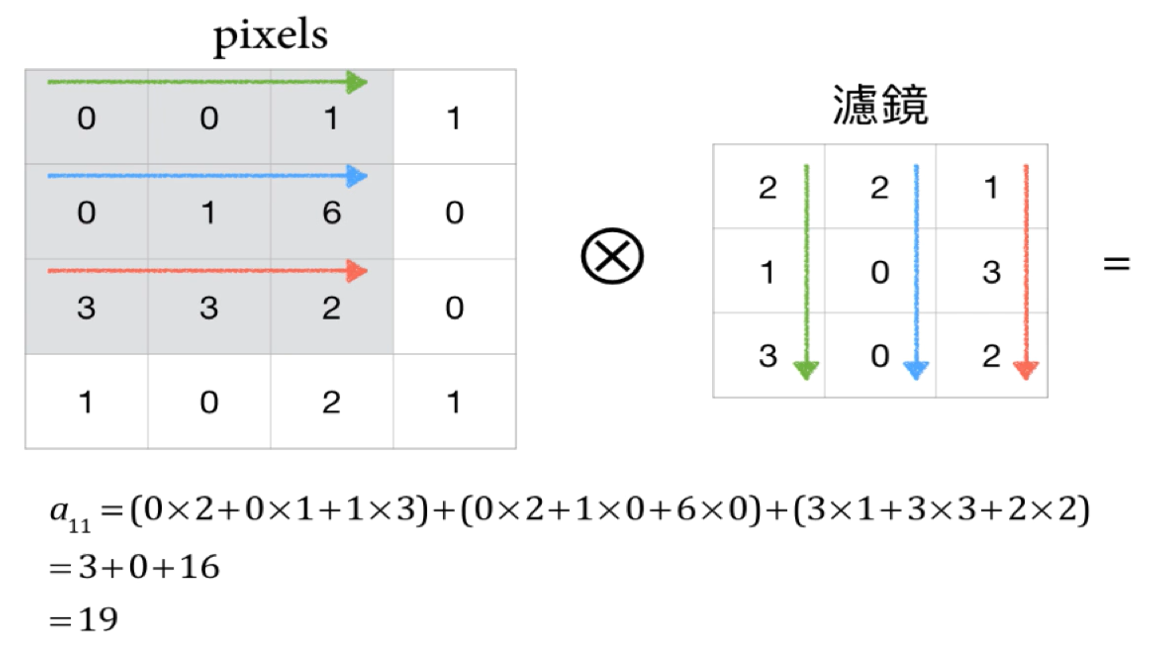 pixels
0 0 1 1
0 1 6 0
3 3 2 0
1 0 2 1
⊗
濾鏡
2 2 1
1 0 3
3 0 2
=
a₁₁=(0×2+0×1+1×3)+(0×2+1×0+6×0)+(3×1+3×3+2×2)
=3+0+16
=19